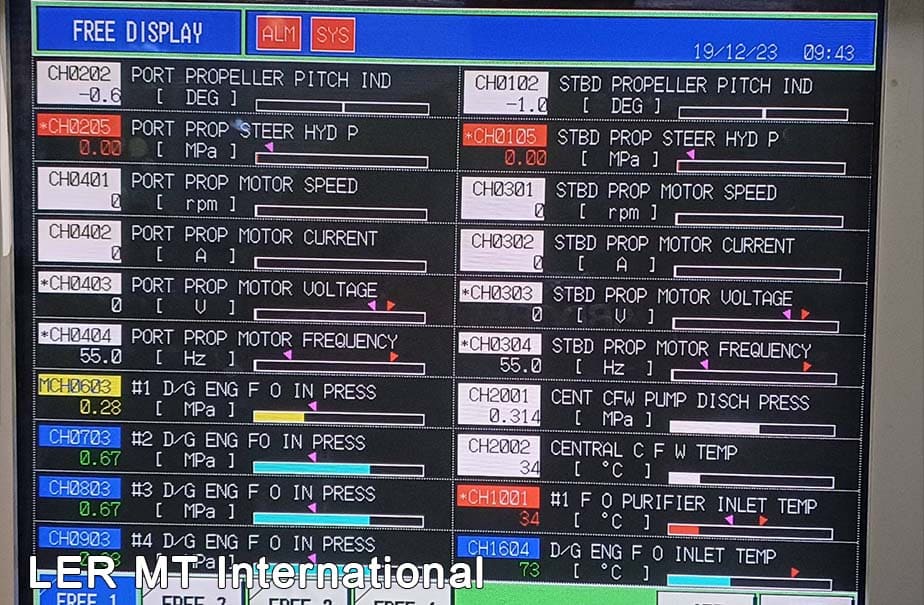 FREE DISPLAY ALM SYS
19/12/23 09:43
CH0202 PORT PROPELLER PITCH IND
-0.6 [ DEG ]
*CH0205 PORT PROP STEER HYD P
0.00 [ MPa ]
CH0401 PORT PROP MOTOR SPEED
0 [ rpm ]
CH0402 PORT PROP MOTOR CURRENT
0 [ A ]
*CH0403 PORT PROP MOTOR VOLTAGE
0 [ V ]
*CH0404 PORT PROP MOTOR FREQUENCY
55.0 [ Hz ]
MCH0603 #1 D/G ENG F O IN PRESS
0.28 [ MPa ]
CH0703 #2 D/G ENG FO IN PRESS
0.67 [ MPa ]
CH0803 #3 D/G ENG F O IN PRESS
0.67 [ MPa ]
CH0903 #4 D/G ENG F O IN PRESS
CH0102 STBD PROPELLER PITCH IND
-1.0 [ DEG ]
*CH0105 STBD PROP STEER HYD P
0.00 [ MPa ]
CH0301 STBD PROP MOTOR SPEED
0 [ rpm ]
CH0302 STBD PROP MOTOR CURRENT
0 [ A ]
*CH0303 STBD PROP MOTOR VOLTAGE
0 [ V ]
*CH0304 STBD PROP MOTOR FREQUENCY
55.0 [ Hz ]
CH2001 CENT CFW PUMP DISCH PRESS
0.314 [ MPa ]
CH2002 CENTRAL C F W TEMP
34 [ °C ]
*CH1001 #1 F O PURIFIER INLET TEMP
34 [ °C ]
CH1604 D/G ENG F O INLET TEMP
73 [ °C ]
LER MT International
FREE 1 FREE 2 FREE 3 FREE 4